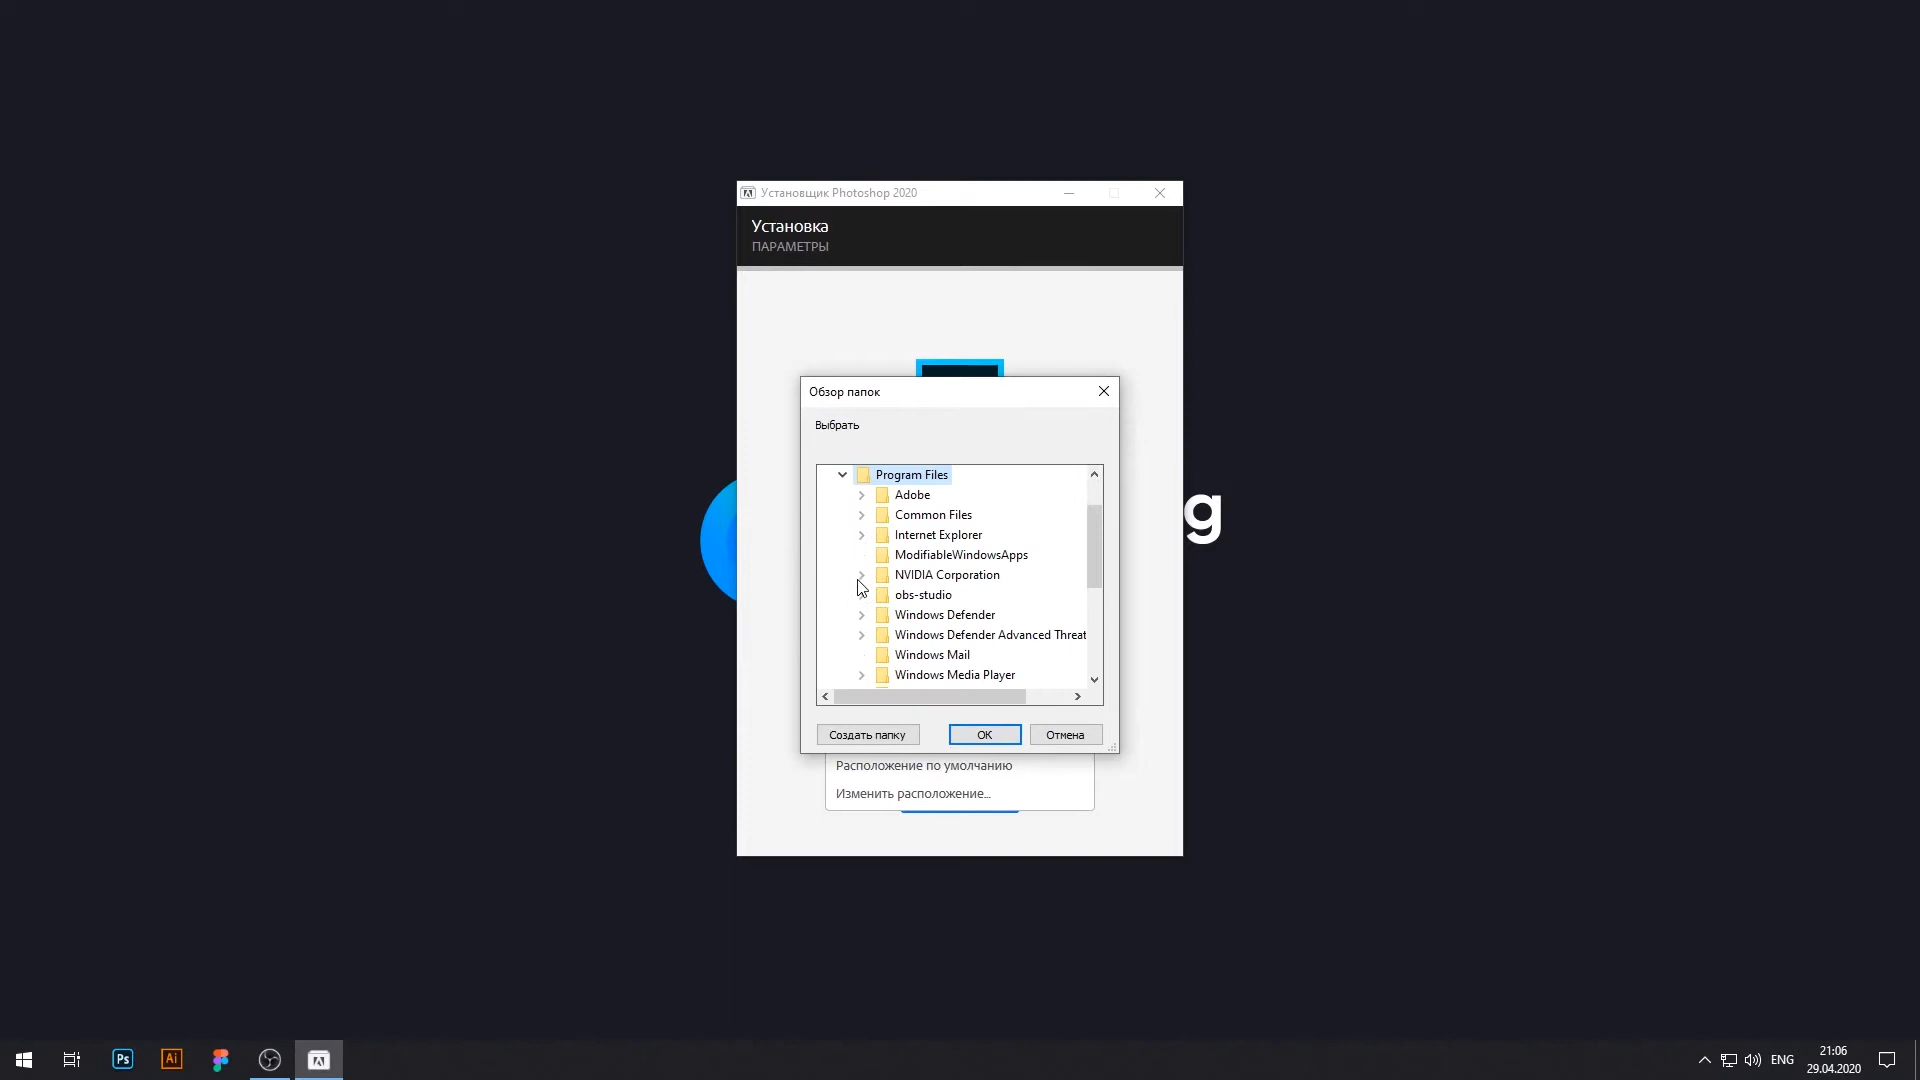 Установщик Photoshop 2020
Установка
ПАРАМЕТРЫ
Обзор папок
Выбрать
Program Files
Adobe
Common Files
Internet Explorer
ModifiableWindowsApps
NVIDIA Corporation
obs-studio
Windows Defender
Windows Defender Advanced Threat
Windows Mail
Windows Media Player
Создать папку
OK
Отмена
Расположение по умолчанию
Изменить расположение...
g
Ps
Ai
ENG
21:06
29.04.2020